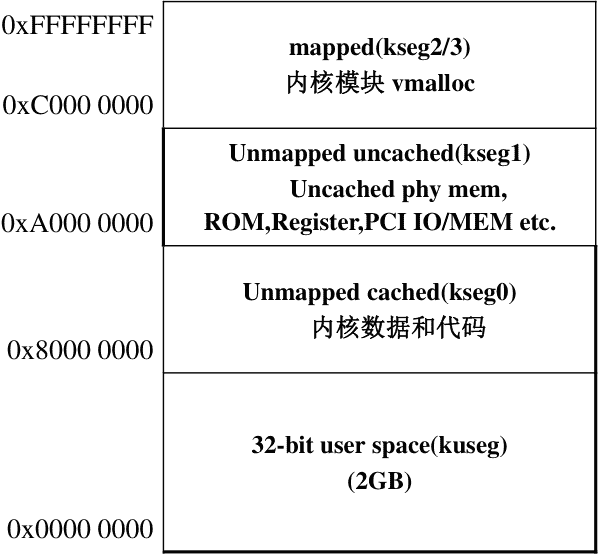 0xFFFFFFFF
mapped(kseg2/3)
内核模块 vmalloc
0xC000 0000
Unmapped uncached(kseg1)
Uncached phy mem,
ROM,Register,PCI IO/MEM etc.
0xA000 0000
Unmapped cached(kseg0)
内核数据和代码
0x8000 0000
32-bit user space(kuseg)
(2GB)
0x0000 0000